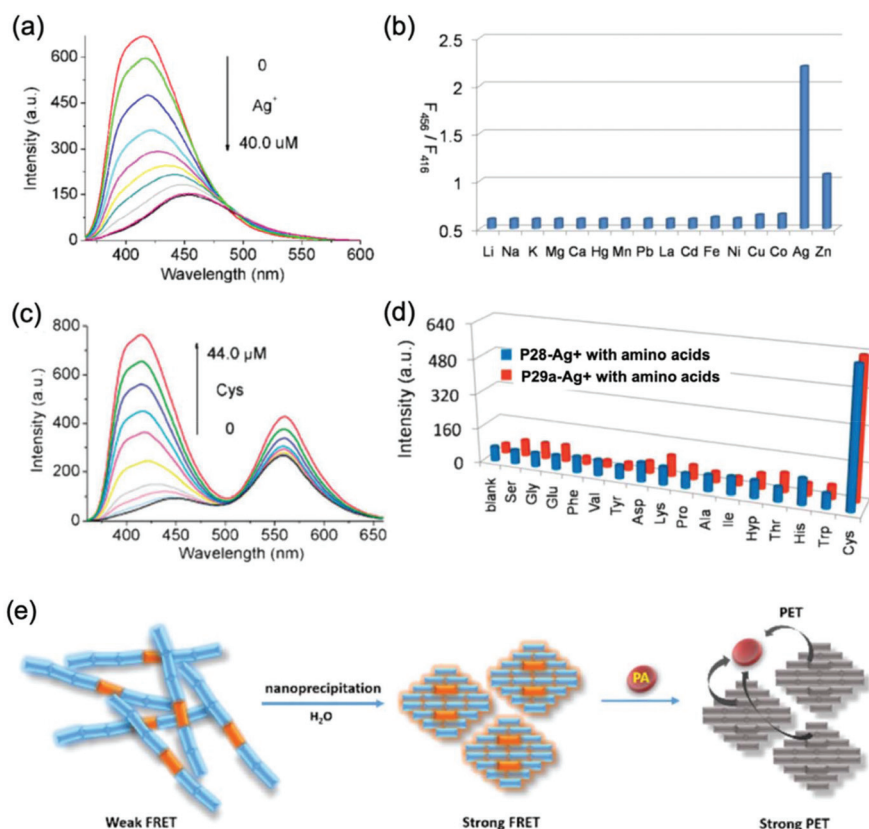 (a)
600
450
300
150
0
Intensity (a.u.)
0
Ag+
40.0 uM
400 450 500 550 600
Wavelength (nm)
(b)
2.5
2
1.5
1
0.5
F456 / F416
Li Na K Mg Ca Hg Mn Pb La Cd Fe Ni Cu Co Ag Zn
(c)
800
600
400
200
0
Intensity (a.u.)
44.0 μM
Cys
0
400 450 500 550 600 650
Wavelength (nm)
(d)
640
480
320
160
0
Intensity (a.u.)
P28-Ag+ with amino acids
P29a-Ag+ with amino acids
blank Ser Gly Glu Phe Val Tyr Asp Lys Pro Ala Ile Hyp Thr His Trp Cys
(e)
nanoprecipitation
H2O
PA
PET
Weak FRET
Strong FRET
Strong PET